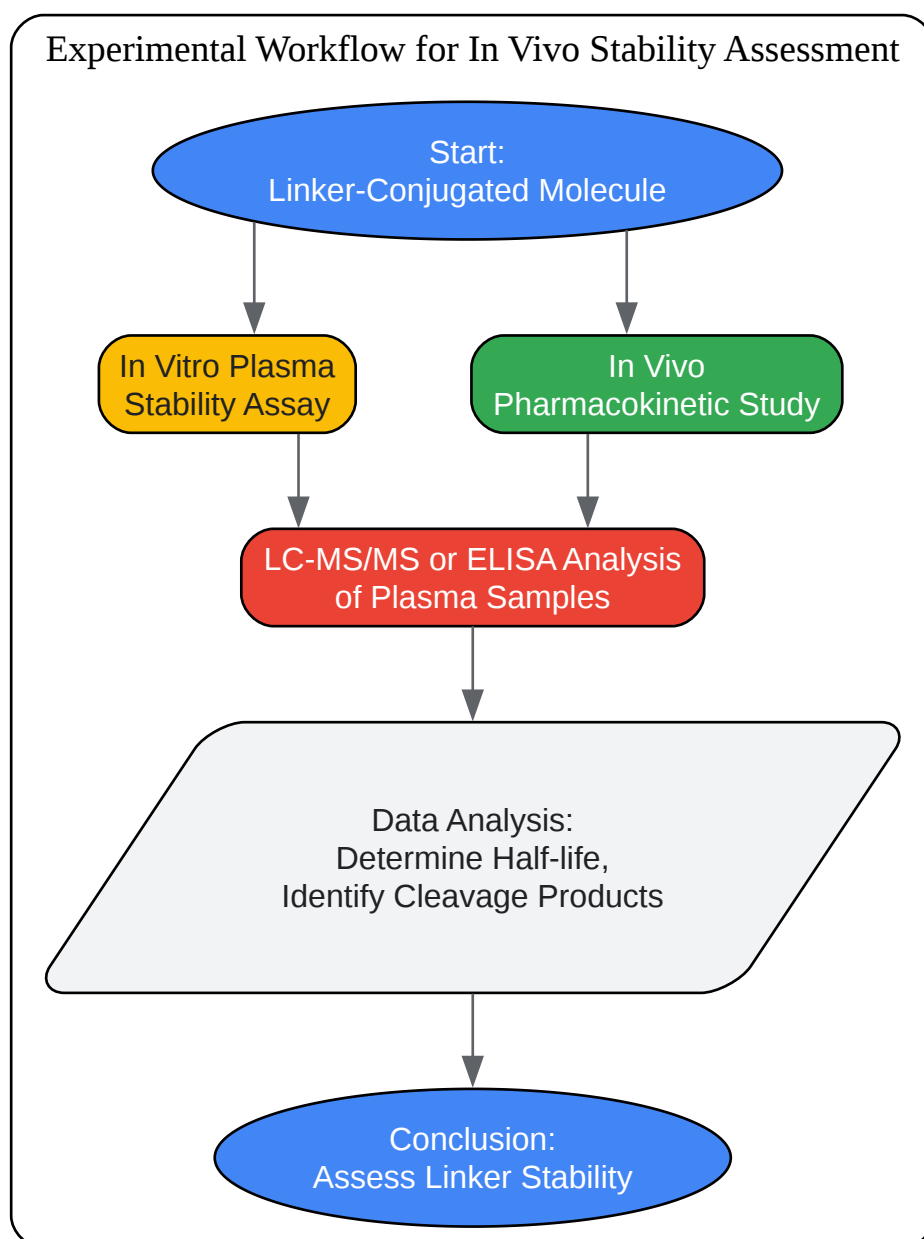 Experimental Workflow for In Vivo Stability Assessment
Start:
Linker-Conjugated Molecule
In Vitro Plasma
Stability Assay
In Vivo
Pharmacokinetic Study
LC-MS/MS or ELISA Analysis
of Plasma Samples
Data Analysis:
Determine Half-life,
Identify Cleavage Products
Conclusion:
Assess Linker Stability